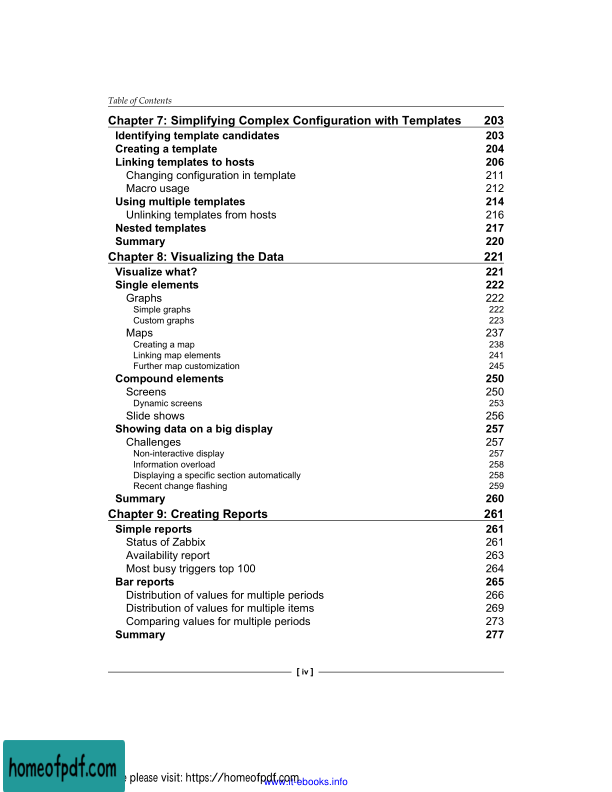 Table of Contents
Chapter 7: Simplifying Complex Configuration with Templates 203
Identifying template candidates 203
Creating a template 204
Linking templates to hosts 206
Changing configuration in template 211
Macro usage 212
Using multiple templates 214
Unlinking templates from hosts 216
Nested templates 217
Summary 220
Chapter 8: Visualizing the Data 221
Visualize what? 221
Single elements 222
Graphs 222
Simple graphs 222
Custom graphs 223
Maps 237
Creating a map 238
Linking map elements 241
Further map customization 245
Compound elements 250
Screens 250
Dynamic screens 253
Slide shows 256
Showing data on a big display 257
Challenges 257
Non-interactive display 257
Information overload 258
Displaying a specific section automatically 258
Recent change flashing 259
Summary 260
Chapter 9: Creating Reports 261
Simple reports 261
Status of Zabbix 261
Availability report 263
Most busy triggers top 100 264
Bar reports 265
Distribution of values for multiple periods 266
Distribution of values for multiple items 269
Comparing values for multiple periods 273
Summary 277
[ iv ]
homeofpdf.com
please visit: https://homeofpdf.com
www.it-ebooks.info